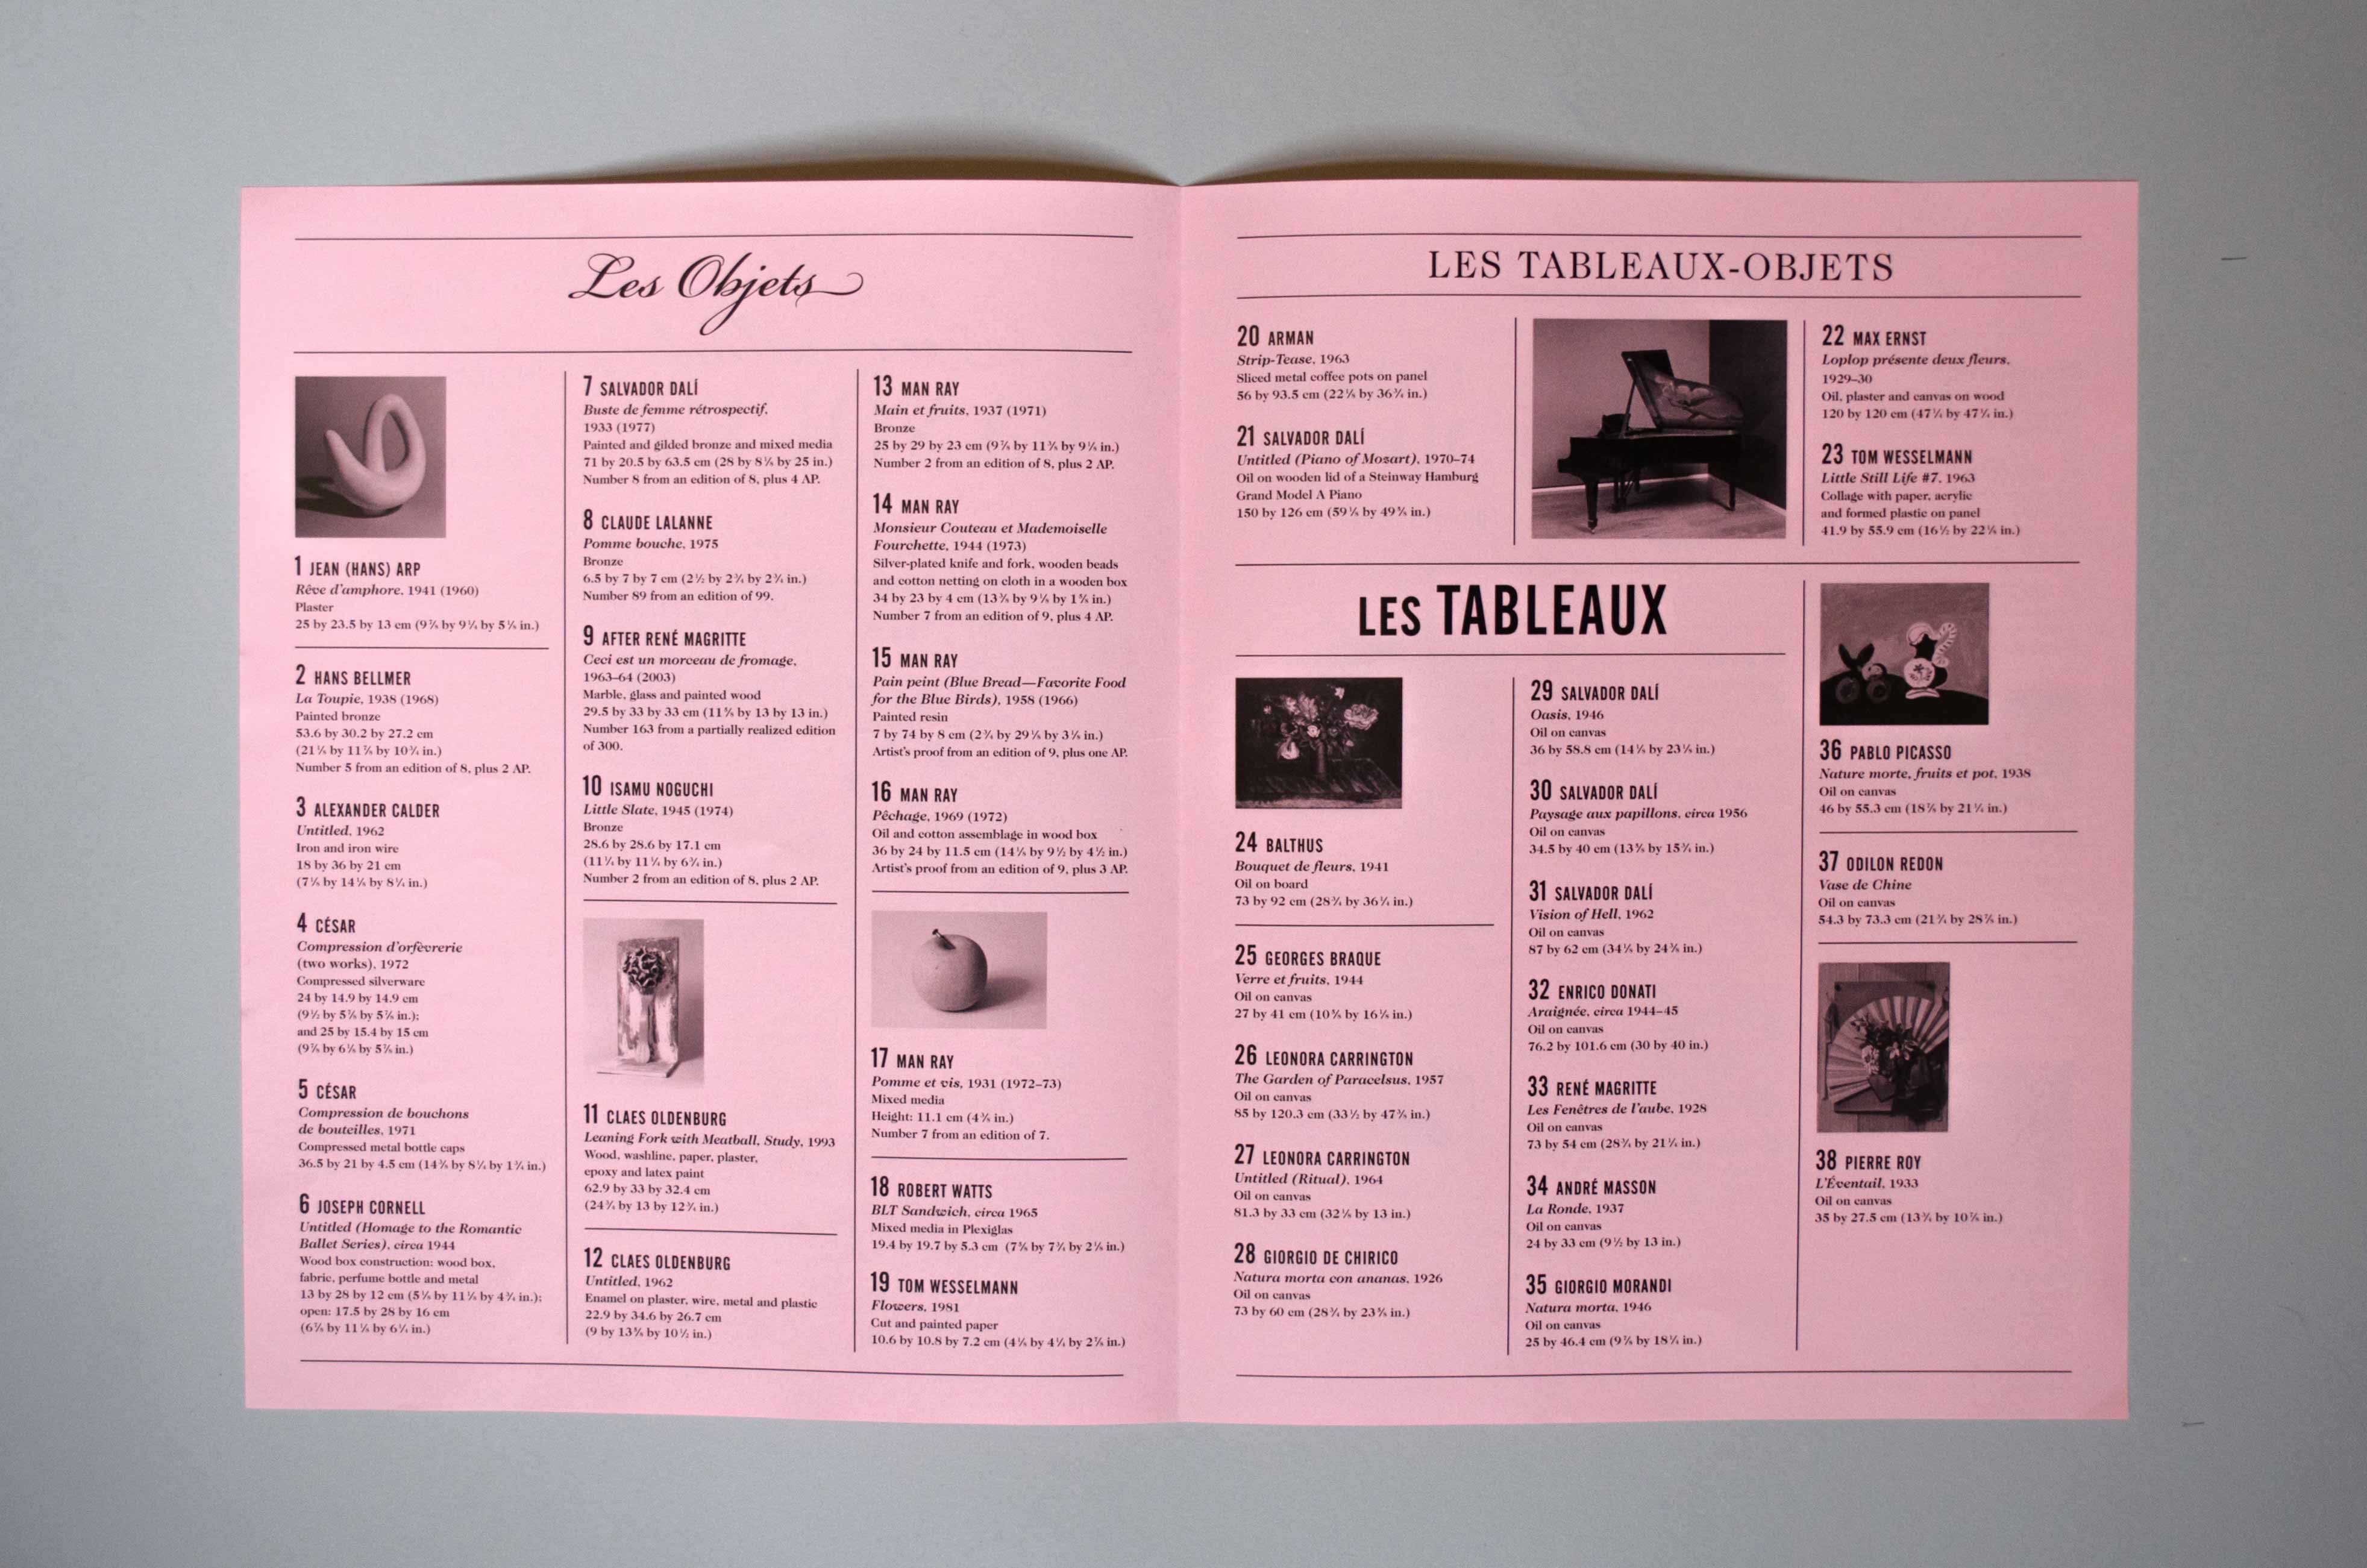 Les Objets
1 JEAN (HANS) ARP
Rêve d'amphore, 1941 (1960)
Plaster
25 by 23.5 by 13 cm (9⅞ by 9¼ by 5⅛ in.)
2 HANS BELLMER
La Toupie, 1938 (1968)
Painted bronze
53.6 by 30.2 by 27.2 cm
(21⅛ by 11⅞ by 10¾ in.)
Number 5 from an edition of 8, plus 2 AP.
3 ALEXANDER CALDER
Untitled, 1962
Iron and iron wire
18 by 36 by 21 cm
(7⅛ by 14⅛ by 8¼ in.)
4 CÉSAR
Compression d'orfèvrerie
(two works), 1972
Compressed silverware
24 by 14.9 by 14.9 cm
(9½ by 5⅞ by 5⅞ in.);
and 25 by 15.4 by 15 cm
(9⅞ by 6⅛ by 5⅞ in.)
5 CÉSAR
Compression de bouchons
de bouteilles, 1971
Compressed metal bottle caps
36.5 by 21 by 4.5 cm (14⅜ by 8¼ by 1¾ in.)
6 JOSEPH CORNELL
Untitled (Homage to the Romantic
Ballet Series), circa 1944
Wood box construction: wood box,
fabric, perfume bottle and metal
13 by 28 by 12 cm (5⅛ by 11⅛ by 4¾ in.);
open: 17.5 by 28 by 16 cm
(6⅞ by 11⅛ by 6¼ in.)
7 SALVADOR DALÍ
Buste de femme rétrospectif,
1933 (1977)
Painted and gilded bronze and mixed media
71 by 20.5 by 63.5 cm (28 by 8⅛ by 25 in.)
Number 8 from an edition of 8, plus 4 AP.
8 CLAUDE LALANNE
Pomme bouche, 1975
Bronze
6.5 by 7 by 7 cm (2½ by 2¾ by 2¾ in.)
Number 89 from an edition of 99.
9 AFTER RENÉ MAGRITTE
Ceci est un morceau de fromage,
1963–64 (2003)
Marble, glass and painted wood
29.5 by 33 by 33 cm (11⅝ by 13 by 13 in.)
Number 163 from a partially realized edition
of 300.
10 ISAMU NOGUCHI
Little Slate, 1945 (1974)
Bronze
28.6 by 28.6 by 17.1 cm
(11¼ by 11¼ by 6¾ in.)
Number 2 from an edition of 8, plus 2 AP.
11 CLAES OLDENBURG
Leaning Fork with Meatball, Study, 1993
Wood, washline, paper, plaster,
epoxy and latex paint
62.9 by 33 by 32.4 cm
(24¾ by 13 by 12¾ in.)
12 CLAES OLDENBURG
Untitled, 1962
Enamel on plaster, wire, metal and plastic
22.9 by 34.6 by 26.7 cm
(9 by 13⅝ by 10½ in.)
13 MAN RAY
Main et fruits, 1937 (1971)
Bronze
25 by 29 by 23 cm (9⅞ by 11⅜ by 9⅛ in.)
Number 2 from an edition of 8, plus 2 AP.
14 MAN RAY
Monsieur Couteau et Mademoiselle
Fourchette, 1944 (1973)
Silver-plated knife and fork, wooden beads
and cotton netting on cloth in a wooden box
34 by 23 by 4 cm (13⅜ by 9⅛ by 1⅝ in.)
Number 7 from an edition of 9, plus 4 AP.
15 MAN RAY
Pain peint (Blue Bread—Favorite Food
for the Blue Birds), 1958 (1966)
Painted resin
7 by 74 by 8 cm (2¾ by 29⅛ by 3⅛ in.)
Artist's proof from an edition of 9, plus one AP.
16 MAN RAY
Pêchage, 1969 (1972)
Oil and cotton assemblage in wood box
36 by 24 by 11.5 cm (14⅛ by 9½ by 4½ in.)
Artist's proof from an edition of 9, plus 3 AP.
17 MAN RAY
Pomme et vis, 1931 (1972–73)
Mixed media
Height: 11.1 cm (4⅜ in.)
Number 7 from an edition of 7.
18 ROBERT WATTS
BLT Sandwich, circa 1965
Mixed media in Plexiglas
19.4 by 19.7 by 5.3 cm (7⅝ by 7¾ by 2⅛ in.)
19 TOM WESSELMANN
Flowers, 1981
Cut and painted paper
10.6 by 10.8 by 7.2 cm (4⅛ by 4¼ by 2⅞ in.)
LES TABLEAUX-OBJETS
20 ARMAN
Strip-Tease, 1963
Sliced metal coffee pots on panel
56 by 93.5 cm (22⅛ by 36¾ in.)
21 SALVADOR DALÍ
Untitled (Piano of Mozart), 1970–74
Oil on wooden lid of a Steinway Hamburg
Grand Model A Piano
150 by 126 cm (59⅛ by 49⅝ in.)
22 MAX ERNST
Loplop présente deux fleurs,
1929–30
Oil, plaster and canvas on wood
120 by 120 cm (47¼ by 47¼ in.)
23 TOM WESSELMANN
Little Still Life #7, 1963
Collage with paper, acrylic
and formed plastic on panel
41.9 by 55.9 cm (16½ by 22⅛ in.)
LES TABLEAUX
24 BALTHUS
Bouquet de fleurs, 1941
Oil on board
73 by 92 cm (28¾ by 36¼ in.)
25 GEORGES BRAQUE
Verre et fruits, 1944
Oil on canvas
27 by 41 cm (10⅝ by 16⅛ in.)
26 LEONORA CARRINGTON
The Garden of Paracelsus, 1957
Oil on canvas
85 by 120.3 cm (33½ by 47⅜ in.)
27 LEONORA CARRINGTON
Untitled (Ritual), 1964
Oil on canvas
81.3 by 33 cm (32⅛ by 13 in.)
28 GIORGIO DE CHIRICO
Natura morta con ananas, 1926
Oil on canvas
73 by 60 cm (28¾ by 23⅝ in.)
29 SALVADOR DALÍ
Oasis, 1946
Oil on canvas
36 by 58.8 cm (14⅛ by 23⅛ in.)
30 SALVADOR DALÍ
Paysage aux papillons, circa 1956
Oil on canvas
34.5 by 40 cm (13⅝ by 15¾ in.)
31 SALVADOR DALÍ
Vision of Hell, 1962
Oil on canvas
87 by 62 cm (34¼ by 24⅜ in.)
32 ENRICO DONATI
Araignée, circa 1944–45
Oil on canvas
76.2 by 101.6 cm (30 by 40 in.)
33 RENÉ MAGRITTE
Les Fenêtres de l'aube, 1928
Oil on canvas
73 by 54 cm (28¾ by 21¼ in.)
34 ANDRÉ MASSON
La Ronde, 1937
Oil on canvas
24 by 33 cm (9½ by 13 in.)
35 GIORGIO MORANDI
Natura morta, 1946
Oil on canvas
25 by 46.4 cm (9⅞ by 18¼ in.)
36 PABLO PICASSO
Nature morte, fruits et pot, 1938
Oil on canvas
46 by 55.3 cm (18⅛ by 21¾ in.)
37 ODILON REDON
Vase de Chine
Oil on canvas
54.3 by 73.3 cm (21⅜ by 28⅞ in.)
38 PIERRE ROY
L'Éventail, 1933
Oil on canvas
35 by 27.5 cm (13¾ by 10⅞ in.)